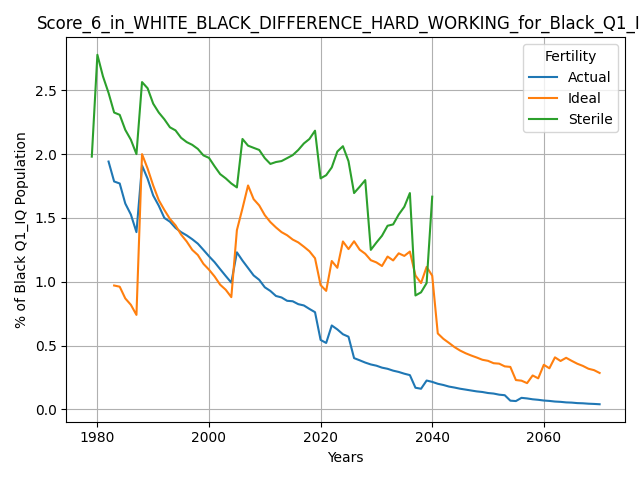 Score_6_in_WHITE_BLACK_DIFFERENCE_HARD_WORKING_for_Black_Q1_I
Fertility
Actual
Ideal
Sterile
% of Black Q1_IQ Population
2.5
2.0
1.5
1.0
0.5
0.0
1980
2000
2020
2040
2060
Years